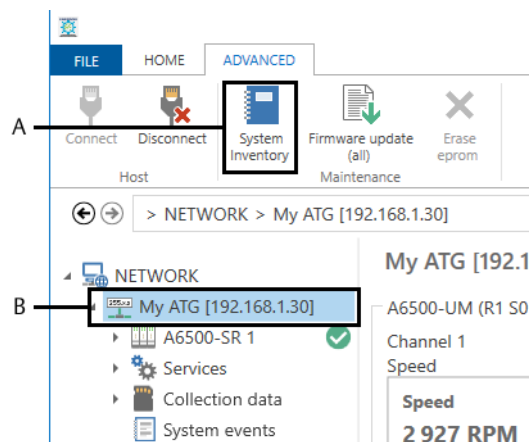 FILE HOME ADVANCED
A
Connect Disconnect System Inventory Firmware update (all) Erase eprom
Host Maintenance
> NETWORK > My ATG [192.168.1.30]
NETWORK
My ATG [192.1
B
My ATG [192.168.1.30]
A6500-UM (R1 S0
A6500-SR 1
Channel 1
Services
Speed
Collection data
Speed
System events
2 927 RPM